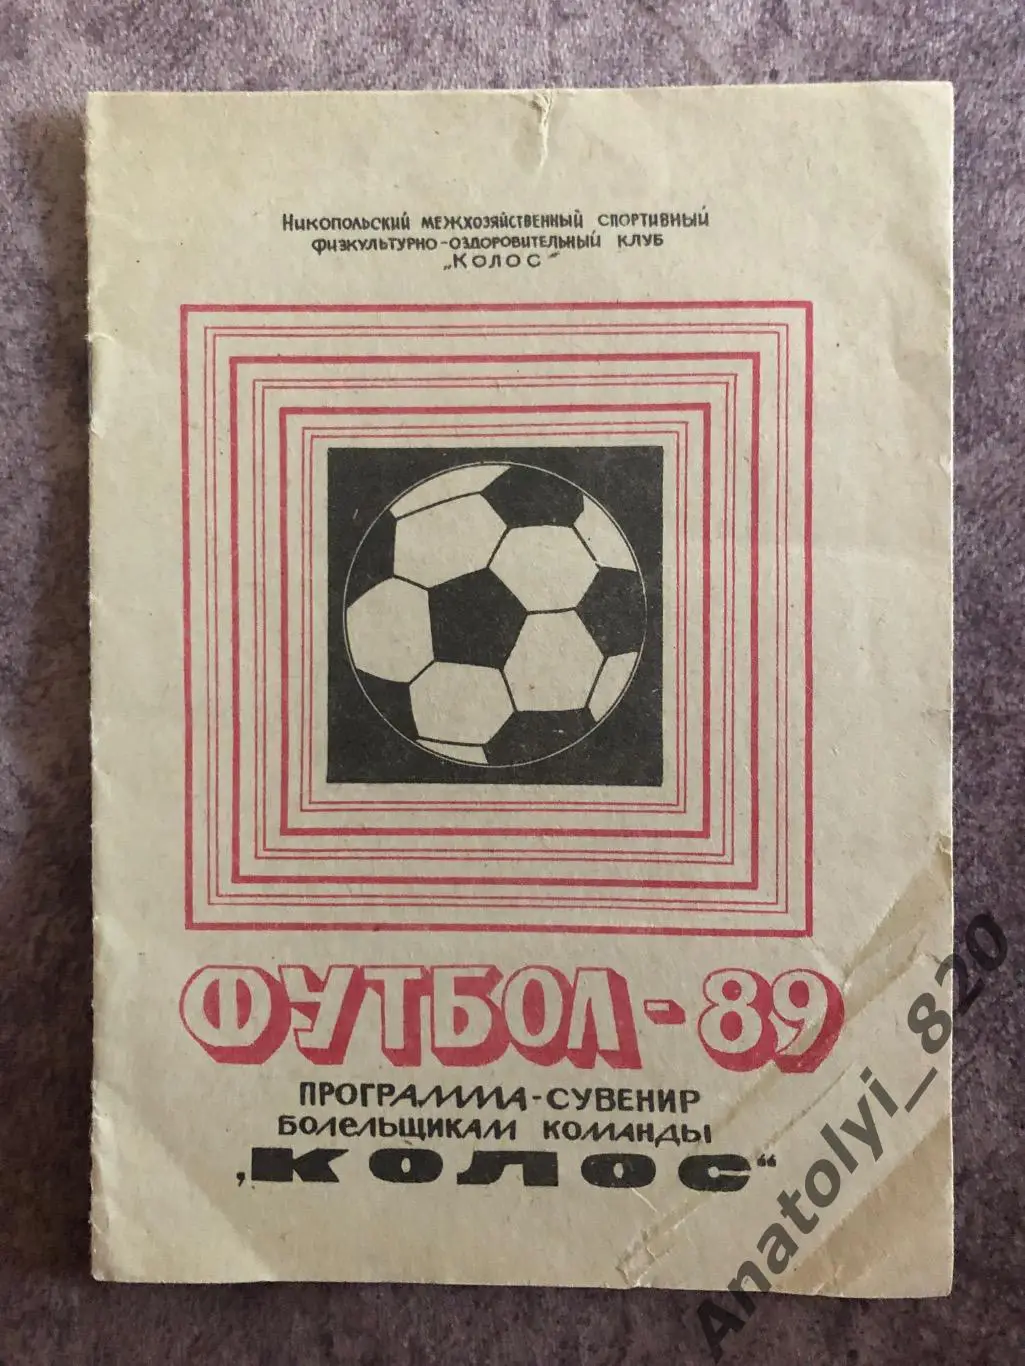 Никопольский межхозяйственный спортивный
физкультурно-оздоровительный клуб
„Колос“
ФУТБОЛ-89
ПРОГРАММА-СУВЕНИР
БОЛЕЛЬЩИКАМ КОМАНДЫ
„КОЛОС“
Anatolyi_820